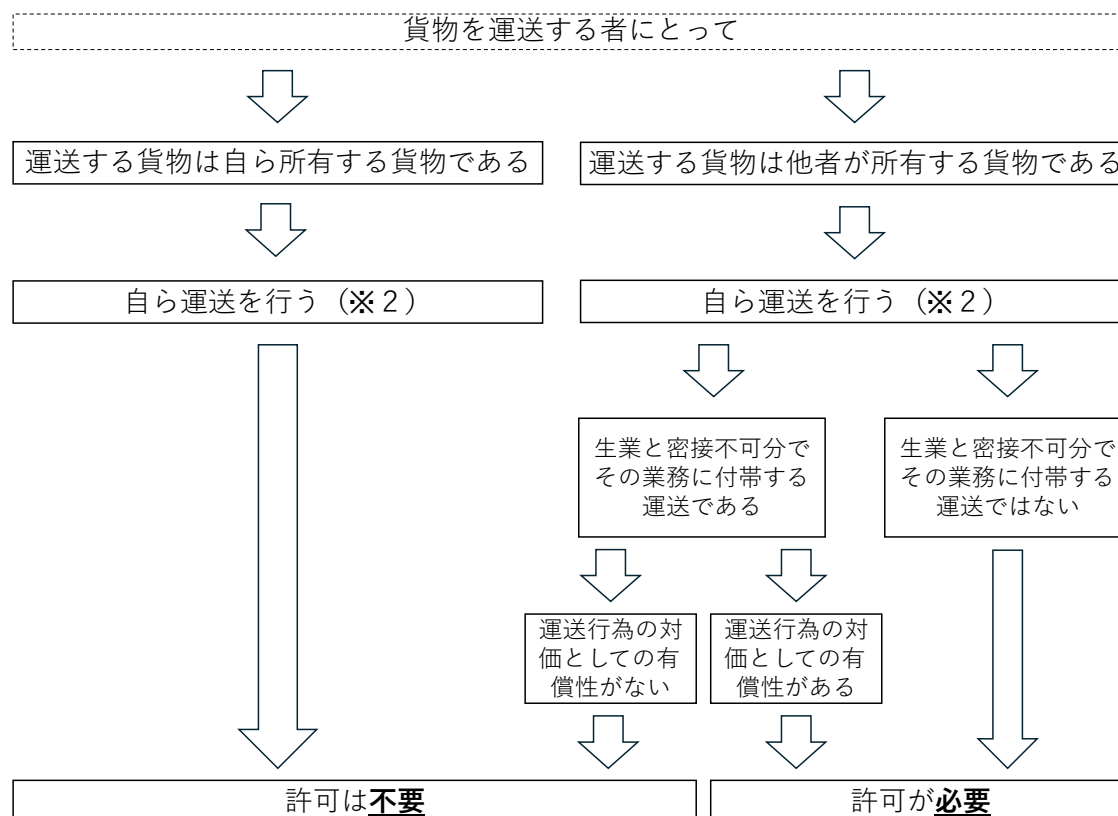 貨物を運送する者にとって
運送する貨物は自ら所有する貨物である
運送する貨物は他者が所有する貨物である
自ら運送を行う（※２）
自ら運送を行う（※２）
生業と密接不可分で
その業務に付帯する
運送である
生業と密接不可分で
その業務に付帯する
運送ではない
運送行為の対
価としての有
償性がない
運送行為の対
価としての有
償性がある
許可は不要
許可が必要